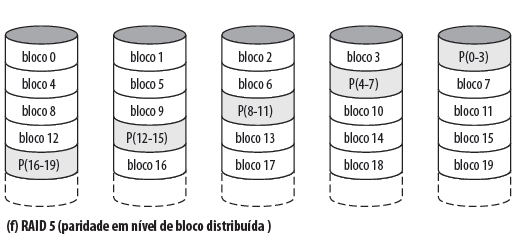 bloco 0 bloco 1 bloco 2 bloco 3 P(0-3)
bloco 4 bloco 5 bloco 6 P(4-7) bloco 7
bloco 8 bloco 9 P(8-11) bloco 10 bloco 11
bloco 12 P(12-15) bloco 13 bloco 14 bloco 15
P(16-19) bloco 16 bloco 17 bloco 18 bloco 19
(f) RAID 5 (paridade em nível de bloco distribuída )